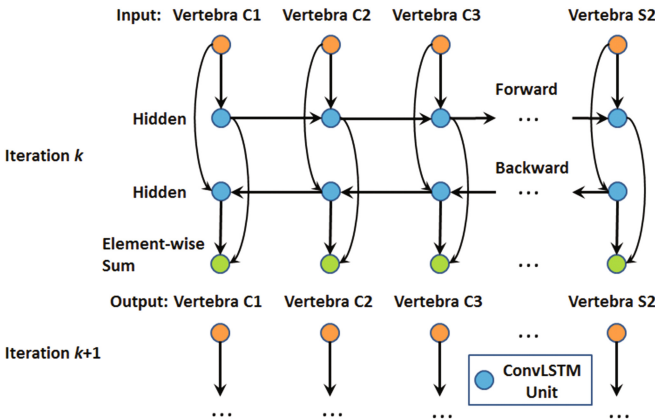 Input: Vertebra C1 Vertebra C2 Vertebra C3 Vertebra S2
Forward
Hidden ...
Iteration k
Backward
Hidden ...
Element-wise
Sum ...
Output: Vertebra C1 Vertebra C2 Vertebra C3 Vertebra S2
...
Iteration k+1
ConvLSTM
Unit
... ... ... ...